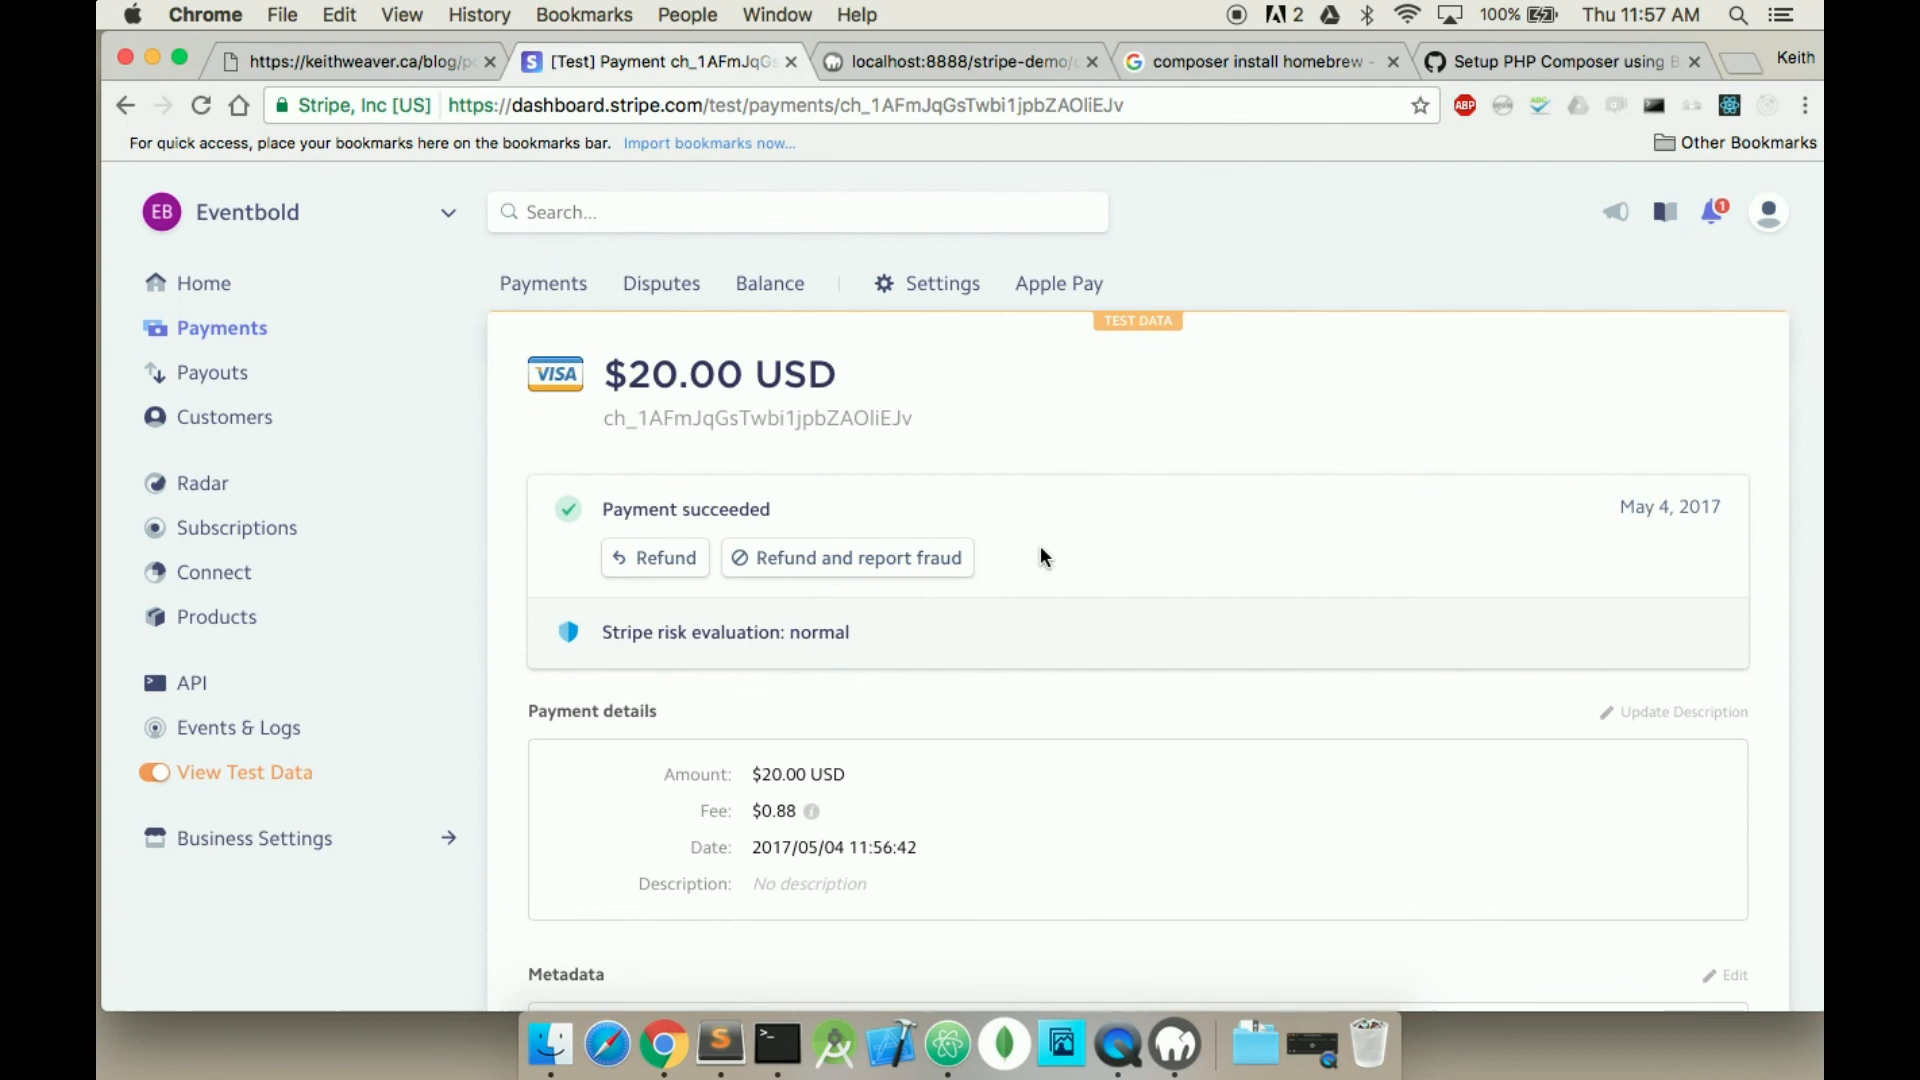 Chrome File Edit View History Bookmarks People Window Help 2 100% Thu 11:57 AM
https://keithweaver.ca/blog/p [Test] Payment ch_1AFmJqGs localhost:8888/stripe-demo/ composer install homebrew - Setup PHP Composer using B Keith
Stripe, Inc [US] https://dashboard.stripe.com/test/payments/ch_1AFmJqGsTwbi1jpbZAOliEJv ABP
For quick access, place your bookmarks here on the bookmarks bar. Import bookmarks now... Other Bookmarks
EB Eventbold Search... 1
Home Payments Disputes Balance Settings Apple Pay
TEST DATA
Payments
VISA $20.00 USD
Payouts
ch_1AFmJqGsTwbi1jpbZAOliEJv
Customers
Radar
Payment succeeded May 4, 2017
Subscriptions
Refund Refund and report fraud
Connect
Products
Stripe risk evaluation: normal
API
Payment details Update Description
Events & Logs
View Test Data
Amount: $20.00 USD
Fee: $0.88
Business Settings
Date: 2017/05/04 11:56:42
Description: No description
Metadata Edit